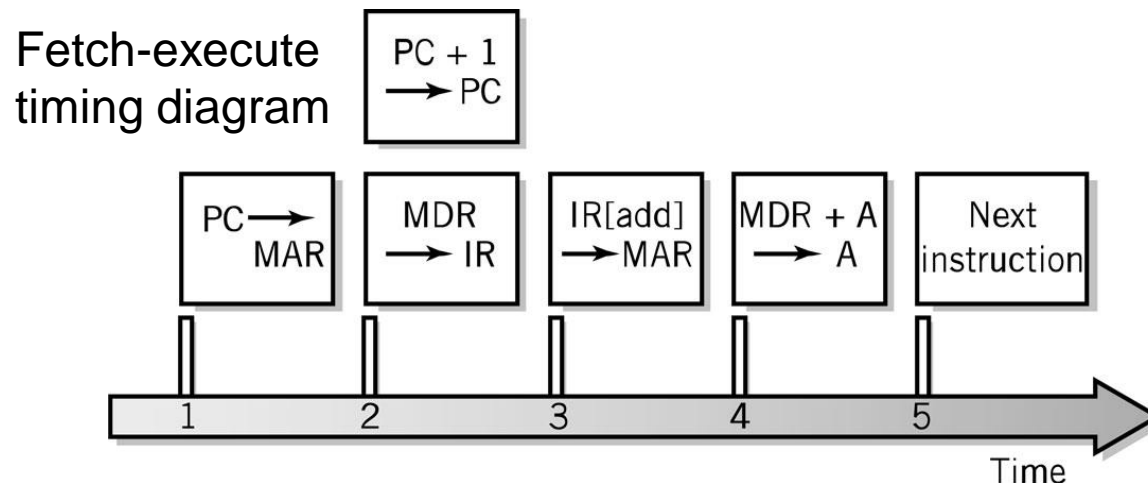 Fetch-execute
timing diagram
PC + 1
→ PC
PC →
MAR
MDR
→ IR
IR[add]
→ MAR
MDR + A
→ A
Next
instruction
1 2 3 4 5
Time